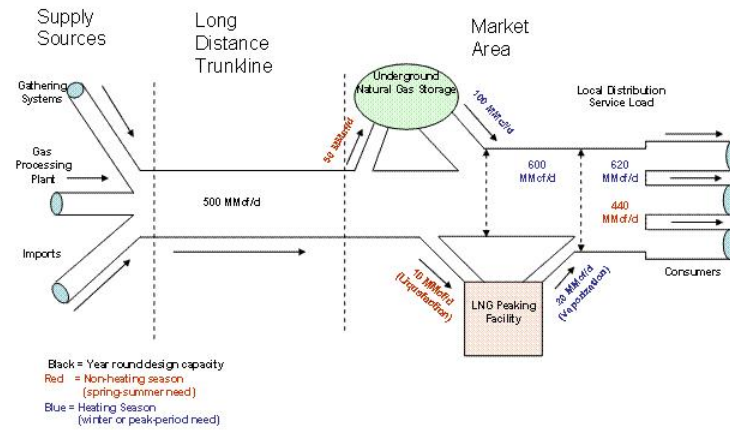 Supply
Sources
Long
Distance
Trunkline
Market
Area
Gathering
Systems
Underground
Natural Gas Storage
Local Distribution
Service Load
100 MMcf/d
50 MMcf/d
Gas
Processing
Plant
600
MMcf/d
620
MMcf/d
500 MMcf/d
440
MMcf/d
Imports
10 MMcf/d
(Liquefaction)
LNG Peaking
Facility
20 MMcf/d
(Vaporization)
Consumers
Black = Year round design capacity
Red = Non-heating season
(spring-summer need)
Blue = Heating Season
(winter or peak-period need)